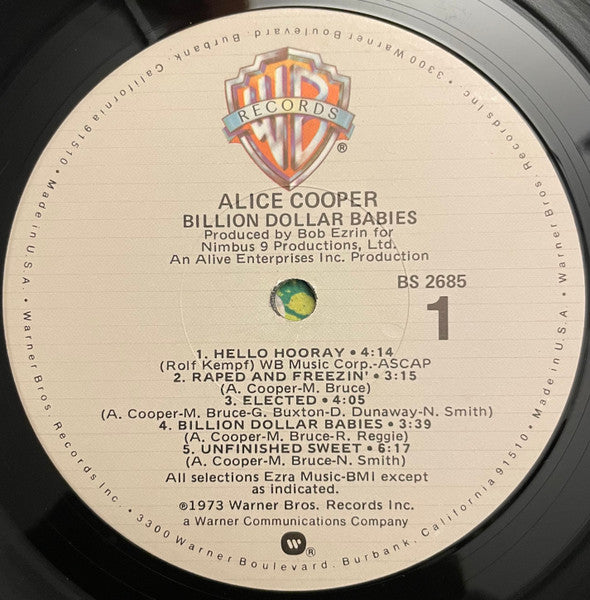 Warner Bros. Records Inc. • 3300 Warner Boulevard, Burbank, California 91510 • Made in U.S.A. • Warner Bros. Records Inc. • 3300 Warner Boulevard, Burbank, California 91510 • Made in U.S.A. •
WB
RECORDS
®
ALICE COOPER
BILLION DOLLAR BABIES
Produced by Bob Ezrin for
Nimbus 9 Productions, Ltd.
An Alive Enterprises Inc. Production
BS 2685
1
1. HELLO HOORAY • 4:14
(Rolf Kempf) WB Music Corp.-ASCAP
2. RAPED AND FREEZIN' • 3:15
(A. Cooper-M. Bruce)
3. ELECTED • 4:05
(A. Cooper-M. Bruce-G. Buxton-D. Dunaway-N. Smith)
4. BILLION DOLLAR BABIES • 3:39
(A. Cooper-M. Bruce-R. Reggie)
5. UNFINISHED SWEET • 6:17
(A. Cooper-M. Bruce-N. Smith)
All selections Ezra Music-BMI except
as indicated.
℗1973 Warner Bros. Records Inc.
a Warner Communications Company
®